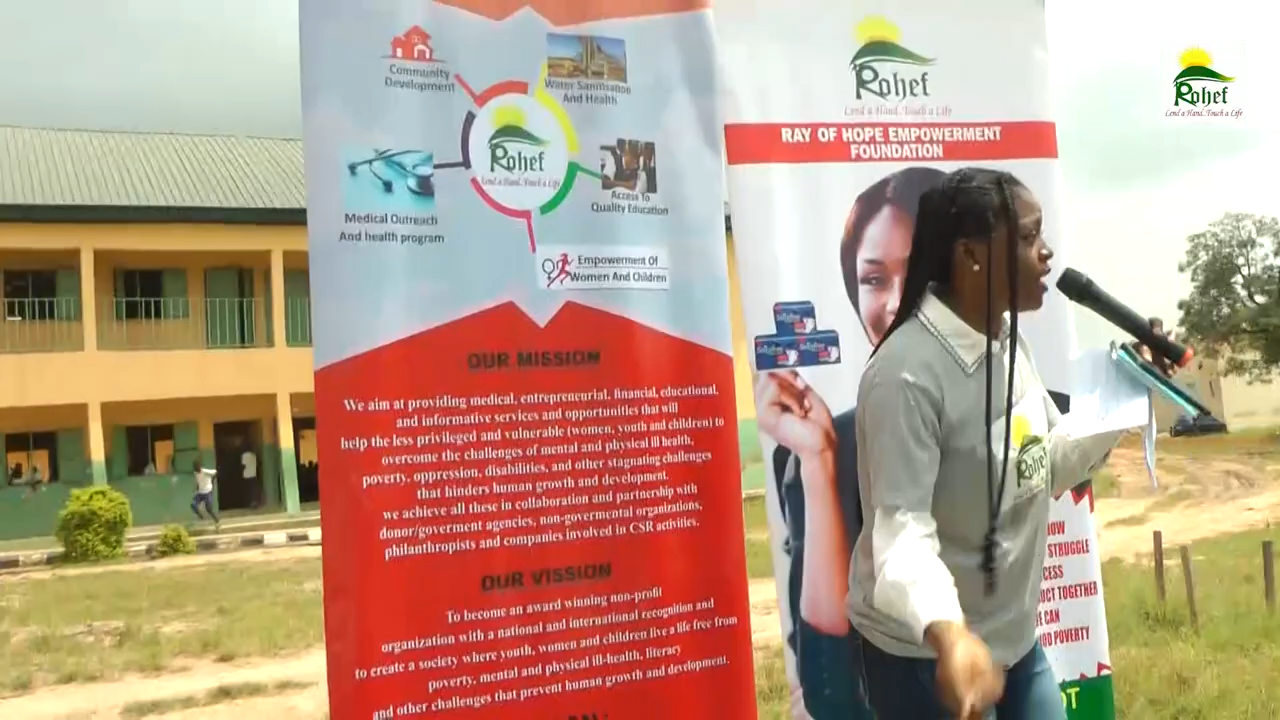 Community
Development
Water Sanitisation
And Health
Rohef
Lend a Hand..Touch a Life
Medical Outreach
And health program
Access To
Quality Education
Empowerment Of
Women And Children
OUR MISSION
We aim at providing medical, entrepreneurial, financial, educational,
and informative services and opportunities that will
help the less privileged and vulnerable (women, youth and children) to
overcome the challenges of mental and physical ill health,
poverty, oppression, disabilities, and other stagnating challenges
that hinders human growth and development.
we achieve all these in collaboration and partnership with
donor/goverment agencies, non-govermental organizations,
philanthropists and companies involved in CSR activities.
OUR VISSION
To become an award winning non-profit
organization with a national and international recognition and
to create a society where youth, women and children live a life free from
poverty, mental and physical ill-health, literacy
and other challenges that prevent human growth and development.
Rohef
Lend a Hand..Touch a Life
RAY OF HOPE EMPOWERMENT
FOUNDATION
Rohef
STRUGGLE
TOGETHER
CAN
POVERTY
Rohef
Lend a Hand..Touch a Life